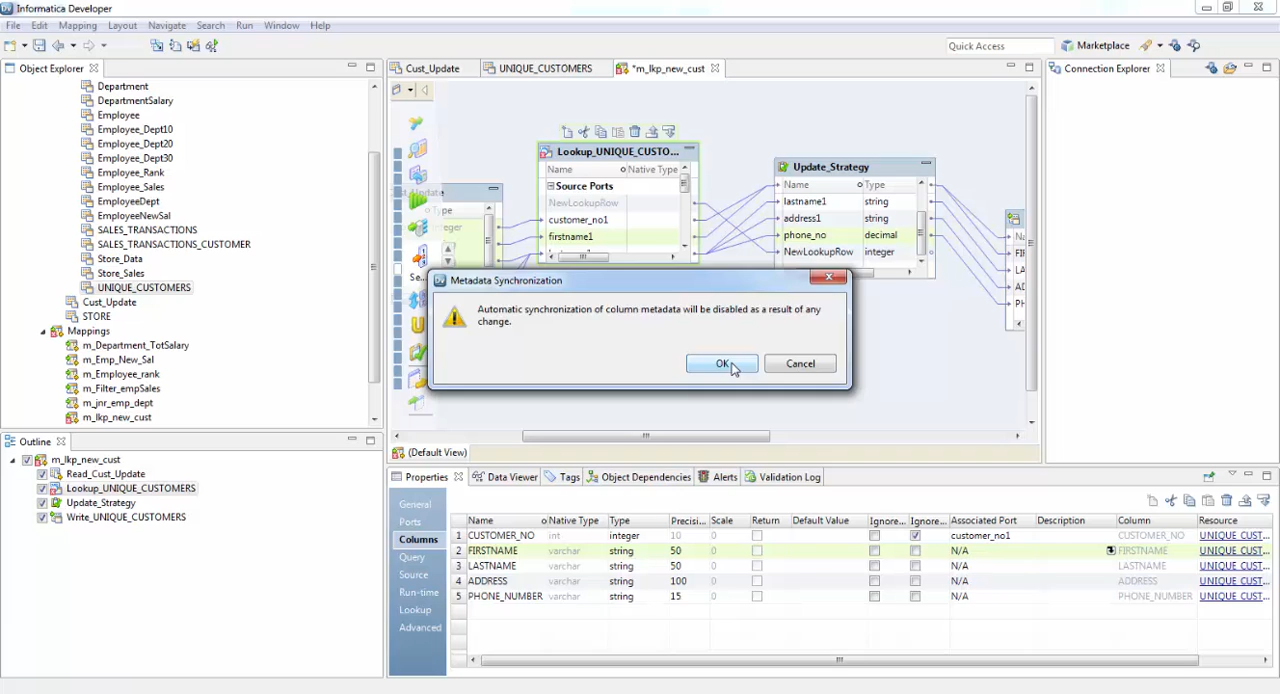 Informatica Developer
File Edit Mapping Layout Navigate Search Run Window Help
Quick Access
Marketplace
Object Explorer
Department
DepartmentSalary
Employee
Employee_Dept10
Employee_Dept20
Employee_Dept30
Employee_Rank
Employee_Sales
EmployeeDept
EmployeeNewSal
SALES_TRANSACTIONS
SALES_TRANSACTIONS_CUSTOMER
Store_Data
Store_Sales
UNIQUE_CUSTOMERS
Cust_Update
STORE
Mappings
m_Department_TotSalary
m_Emp_New_Sal
m_Employee_rank
m_Filter_empSales
m_jnr_emp_dept
m_lkp_new_cust
Outline
m_lkp_new_cust
Read_Cust_Update
Lookup_UNIQUE_CUSTOMERS
Update_Strategy
Write_UNIQUE_CUSTOMERS
Cust_Update UNIQUE_CUSTOMERS *m_lkp_new_cust
Type
Lookup_UNIQUE_CUSTO...
Name Native Type
Source Ports
NewLookupRow
customer_no1
firstname1
Update_Strategy
Name Type
lastname1 string
address1 string
phone_no decimal
NewLookupRow integer
Se...
Metadata Synchronization
Automatic synchronization of column metadata will be disabled as a result of any
change.
OK Cancel
(Default View)
Connection Explorer
Properties Data Viewer Tags Object Dependencies Alerts Validation Log
General
Ports
Columns
Query
Source
Run-time
Lookup
Advanced
Name Native Type Type Precisi... Scale Return Default Value Ignore... Ignore... Associated Port Description Column Resource
1 CUSTOMER_NO int integer 10 0 customer_no1 CUSTOMER_NO UNIQUE_CUST...
2 FIRSTNAME varchar string 50 0 N/A FIRSTNAME UNIQUE_CUST...
3 LASTNAME varchar string 50 0 N/A LASTNAME UNIQUE_CUST...
4 ADDRESS varchar string 100 0 N/A ADDRESS UNIQUE_CUST...
5 PHONE_NUMBER varchar string 15 0 N/A PHONE_NUMBER UNIQUE_CUST...